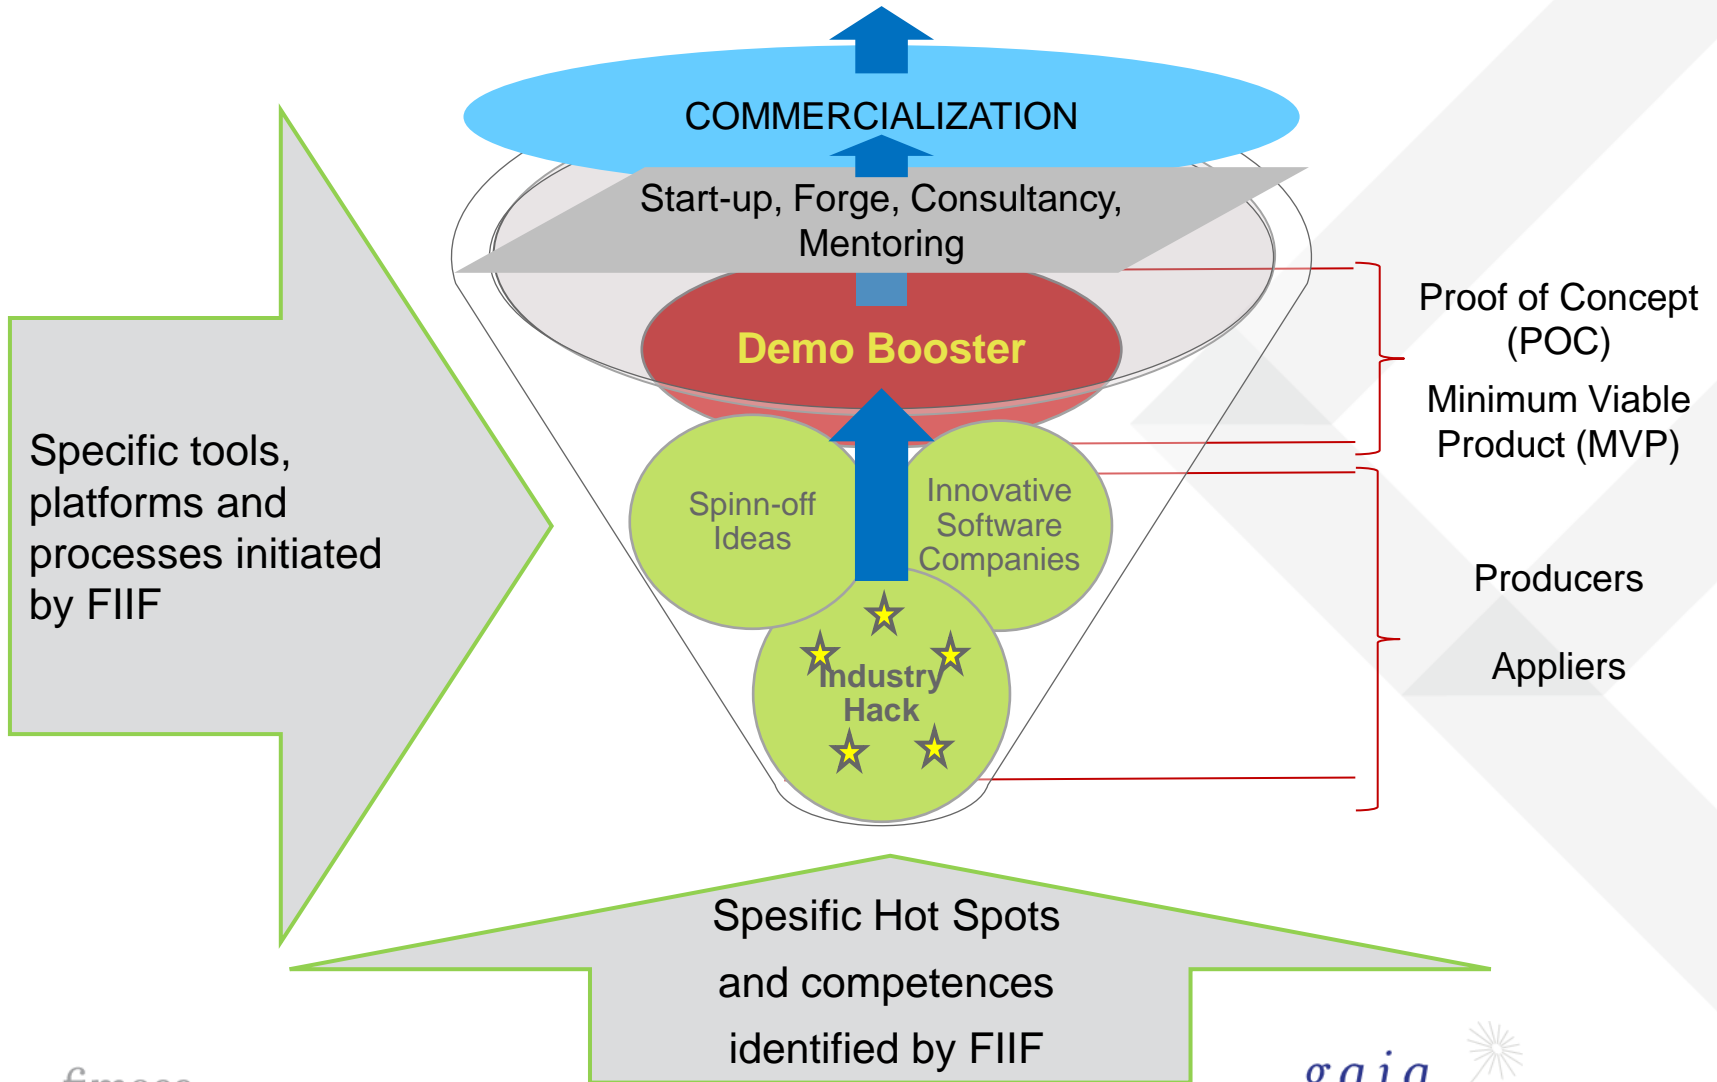 COMMERCIALIZATION
Start-up, Forge, Consultancy,
Mentoring
Demo Booster
Proof of Concept
(POC)
Minimum Viable
Product (MVP)
Specific tools,
platforms and
processes initiated
by FIIF
Spinn-off
Ideas
Innovative
Software
Companies
Producers
Appliers
Industry
Hack
Spesific Hot Spots
and competences
identified by FIIF
gaia